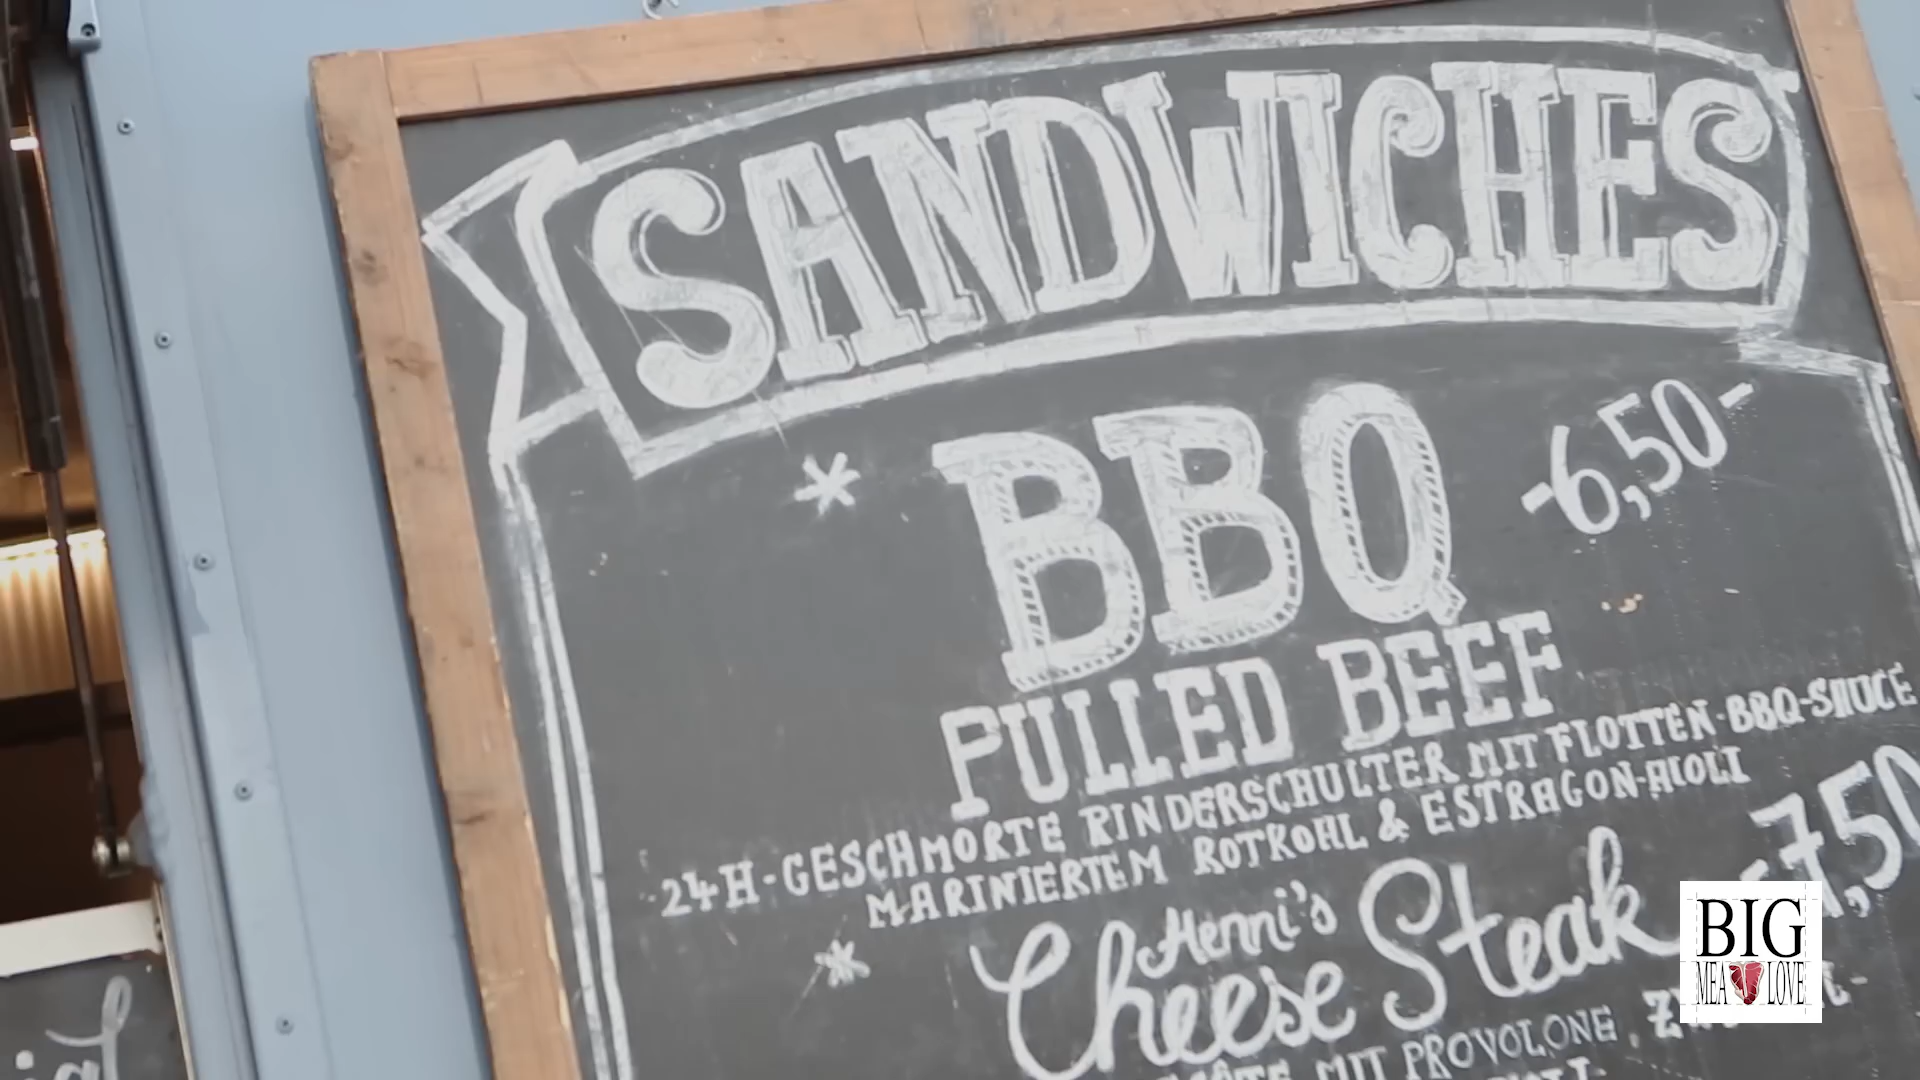 SANDWICHES
* BBQ -6,50-
PULLED BEEF
24H-GESCHMORTE RINDERSCHULTER MIT FLOTTEN-BBQ-SAUCE
MARINIERTEM ROTKOHL & ESTRAGON-AIOLI
* Henni's
Cheese Steak -7,50
MIT PROVOLONE,
BIG
MEAT LOVE